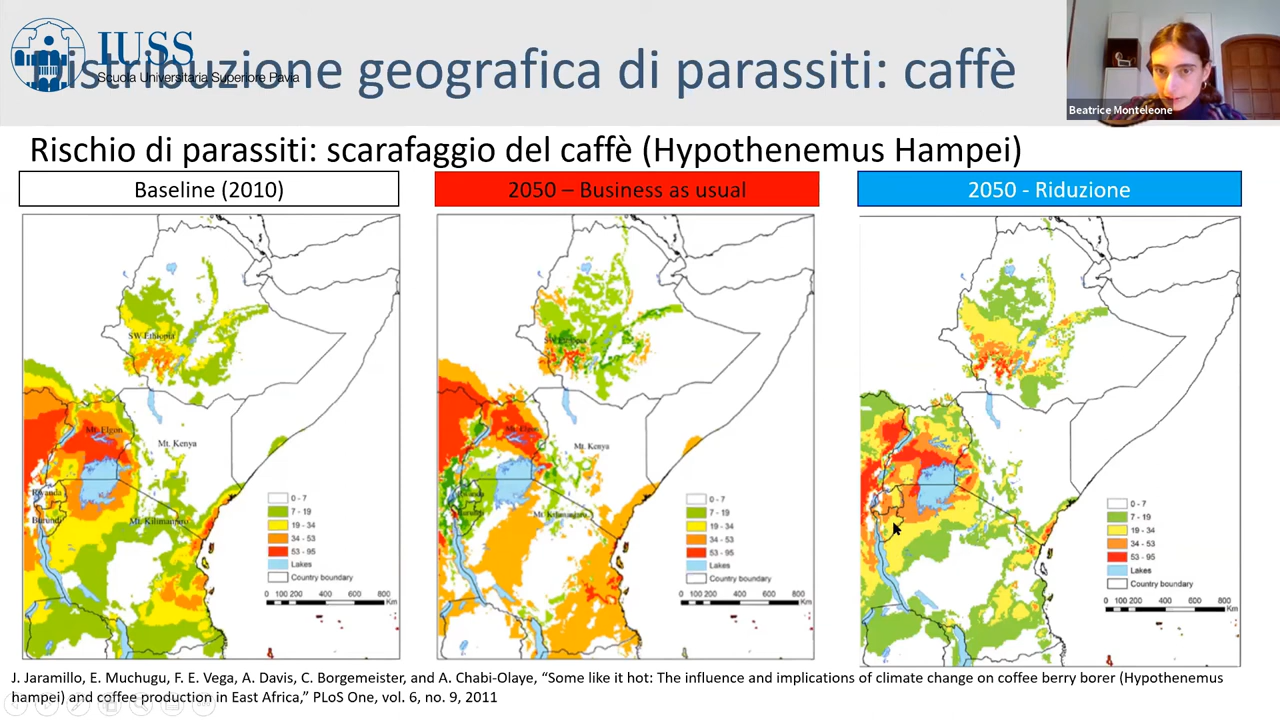 IUSS
Scuola Universitaria Superiore Pavia
Distribuzione geografica di parassiti: caffè
Beatrice Monteleone
Rischio di parassiti: scarafaggio del caffè (Hypothenemus Hampei)
Baseline (2010)
2050 – Business as usual
2050 - Riduzione
SW Ethiopia
Mt. Elgon
Mt. Kenya
Rwanda
Burundi
Mt. Kilimanjaro
0 - 7
7 - 19
19 - 34
34 - 53
53 - 95
Lakes
Country boundary
0 100 200 400 600 800
Km
Mt. Elgon
Mt. Kenya
Rwanda
Mt. Kilimanjaro
0 - 7
7 - 19
19 - 34
34 - 53
53 - 95
Lakes
Country boundary
0 100 200 400 600 800
Km
0 - 7
7 - 19
19 - 34
34 - 53
53 - 95
Lakes
Country boundary
0 100 200 400 600 800
Km
J. Jaramillo, E. Muchugu, F. E. Vega, A. Davis, C. Borgemeister, and A. Chabi-Olaye, “Some like it hot: The influence and implications of climate change on coffee berry borer (Hypothenemus
hampei) and coffee production in East Africa,” PLoS One, vol. 6, no. 9, 2011